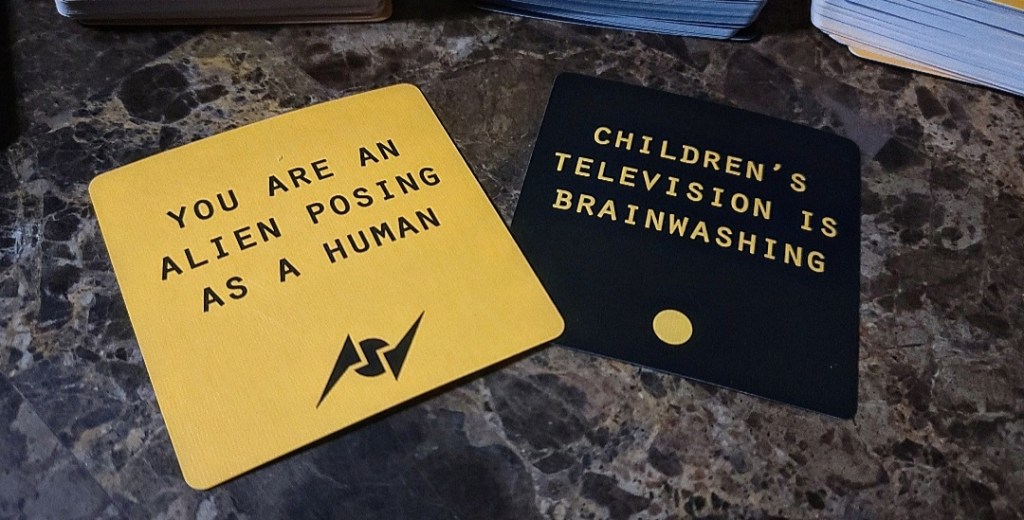 YOU ARE AN
ALIEN POSING
AS A HUMAN
CHILDREN’S
TELEVISION IS
BRAINWASHING